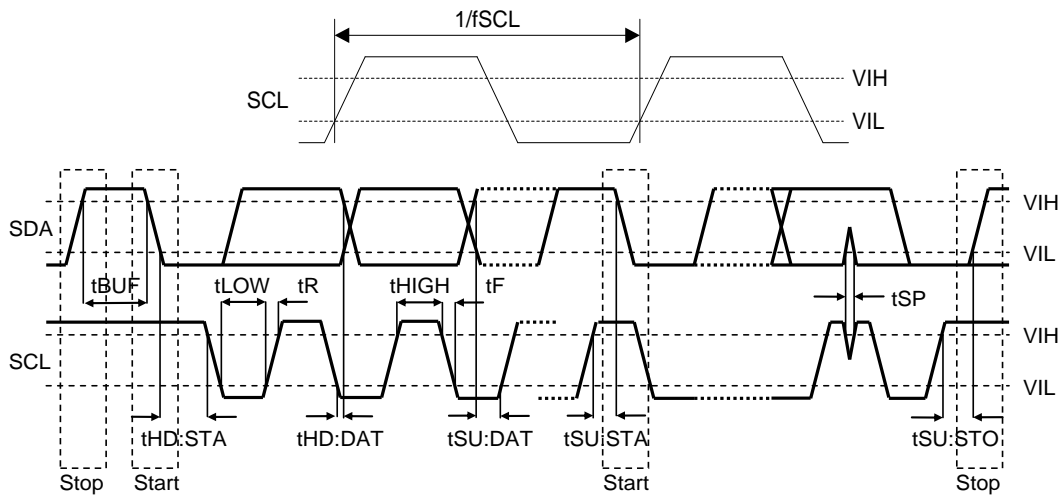 1/fSCL
VIH
SCL
VIL
VIH
SDA
VIL
tBUF tLOW tR tHIGH tF
tSP
VIH
SCL
VIL
tHD:STA tHD:DAT tSU:DAT tSU:STA tSU:STO
Stop Start Start Stop